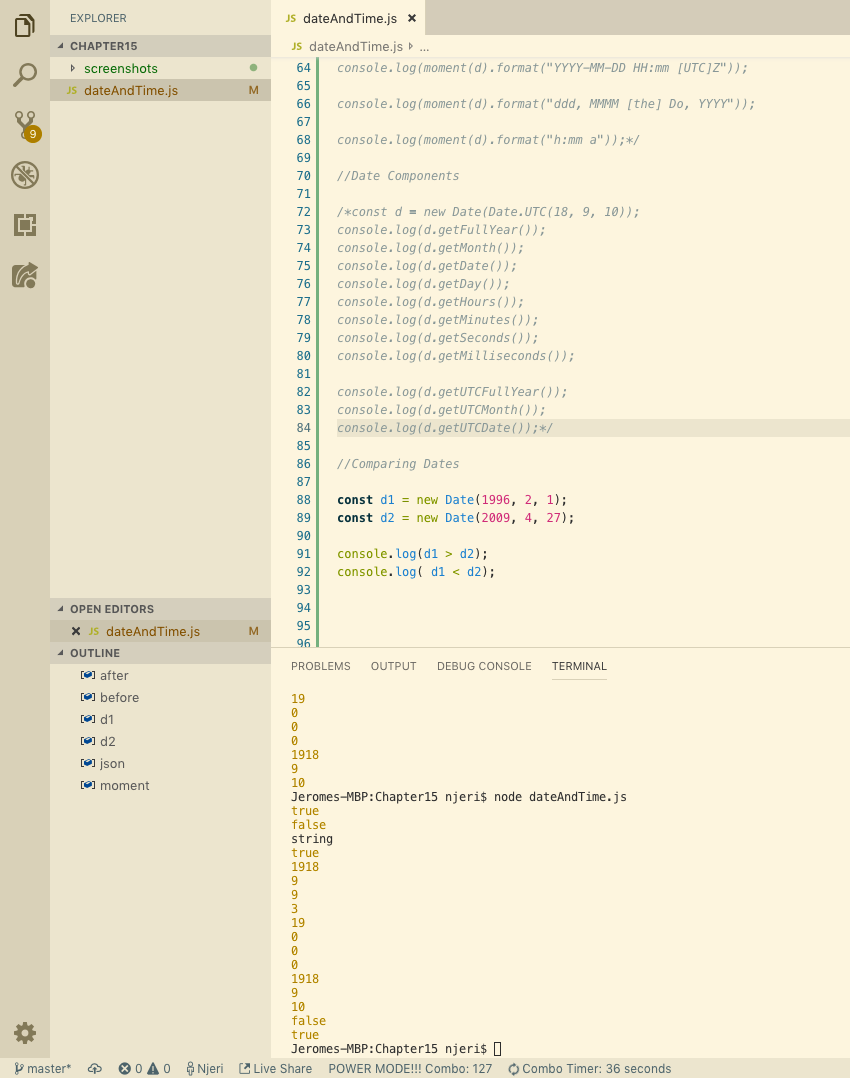 EXPLORER
CHAPTER15
screenshots
JS dateAndTime.js M
9
OPEN EDITORS
JS dateAndTime.js M
OUTLINE
after
before
d1
d2
json
moment
JS dateAndTime.js
JS dateAndTime.js ...
64 console.log(moment(d).format("YYYY-MM-DD HH:mm [UTC]Z"));
65
66 console.log(moment(d).format("ddd, MMMM [the] Do, YYYY"));
67
68 console.log(moment(d).format("h:mm a"));*/
69
70 //Date Components
71
72 /*const d = new Date(Date.UTC(18, 9, 10));
73 console.log(d.getFullYear());
74 console.log(d.getMonth());
75 console.log(d.getDate());
76 console.log(d.getDay());
77 console.log(d.getHours());
78 console.log(d.getMinutes());
79 console.log(d.getSeconds());
80 console.log(d.getMilliseconds());
81
82 console.log(d.getUTCFullYear());
83 console.log(d.getUTCMonth());
84 console.log(d.getUTCDate());*/
85
86 //Comparing Dates
87
88 const d1 = new Date(1996, 2, 1);
89 const d2 = new Date(2009, 4, 27);
90
91 console.log(d1 > d2);
92 console.log( d1 < d2);
93
94
95
96
PROBLEMS OUTPUT DEBUG CONSOLE TERMINAL
19
0
0
0
1918
9
10
Jeromes-MBP:Chapter15 njeri$ node dateAndTime.js
true
false
string
true
1918
9
9
3
19
0
0
0
1918
9
10
false
true
Jeromes-MBP:Chapter15 njeri$
master* 0 0 Njeri Live Share POWER MODE!!! Combo: 127 Combo Timer: 36 seconds